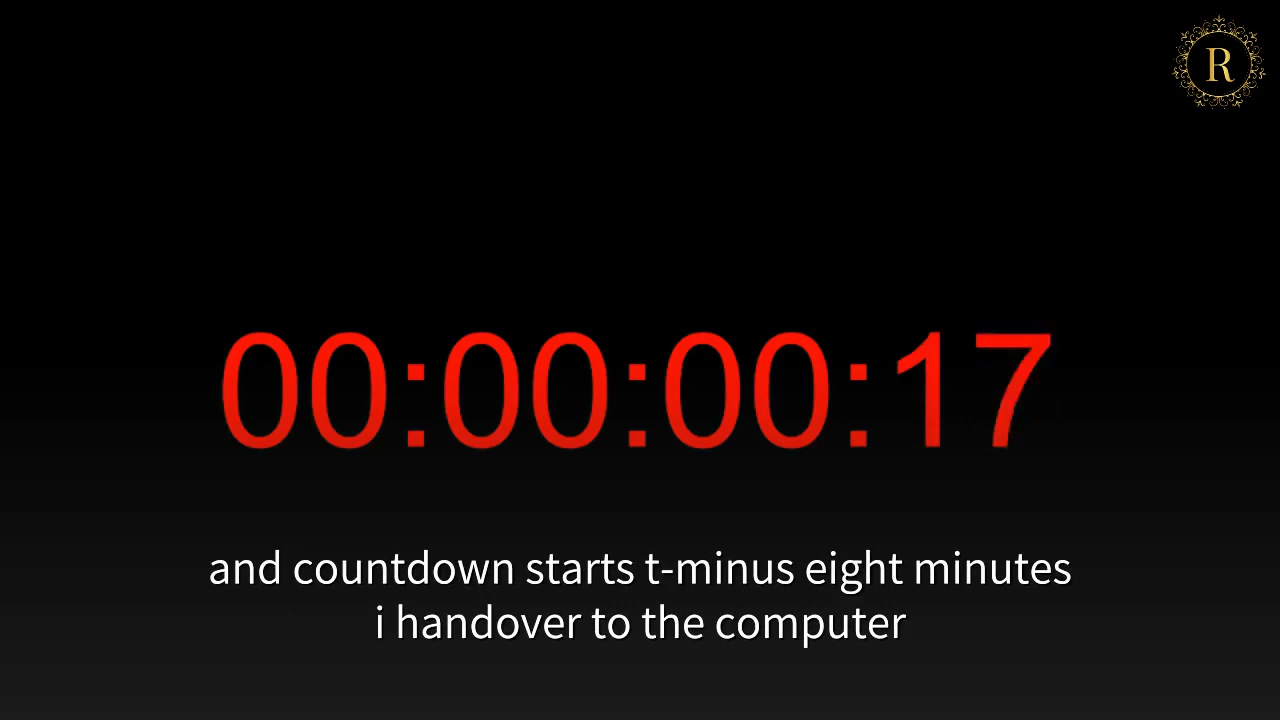 R
00:00:00:17
and countdown starts t-minus eight minutes
i handover to the computer